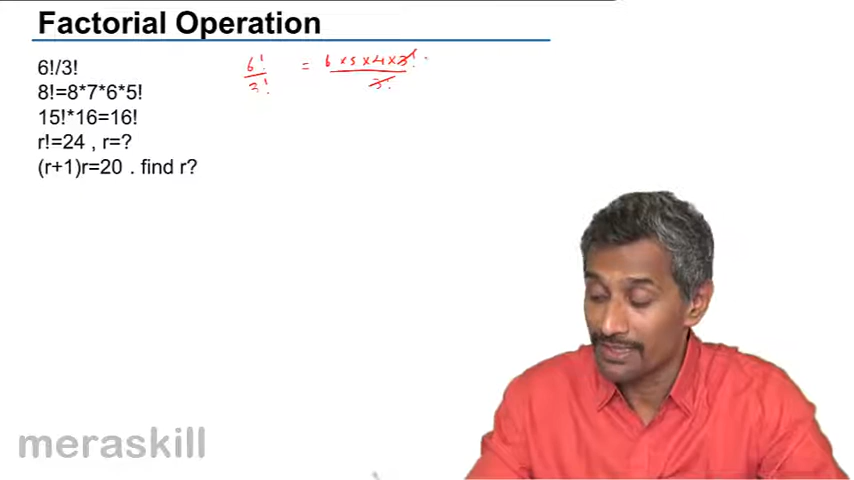 Factorial Operation
6!/3!
8!=8*7*6*5!
15!*16=16!
r!=24 , r=?
(r+1)r=20 . find r?
6!
3!
= 6 x 5 x 4 x 3!
3!
meraskill